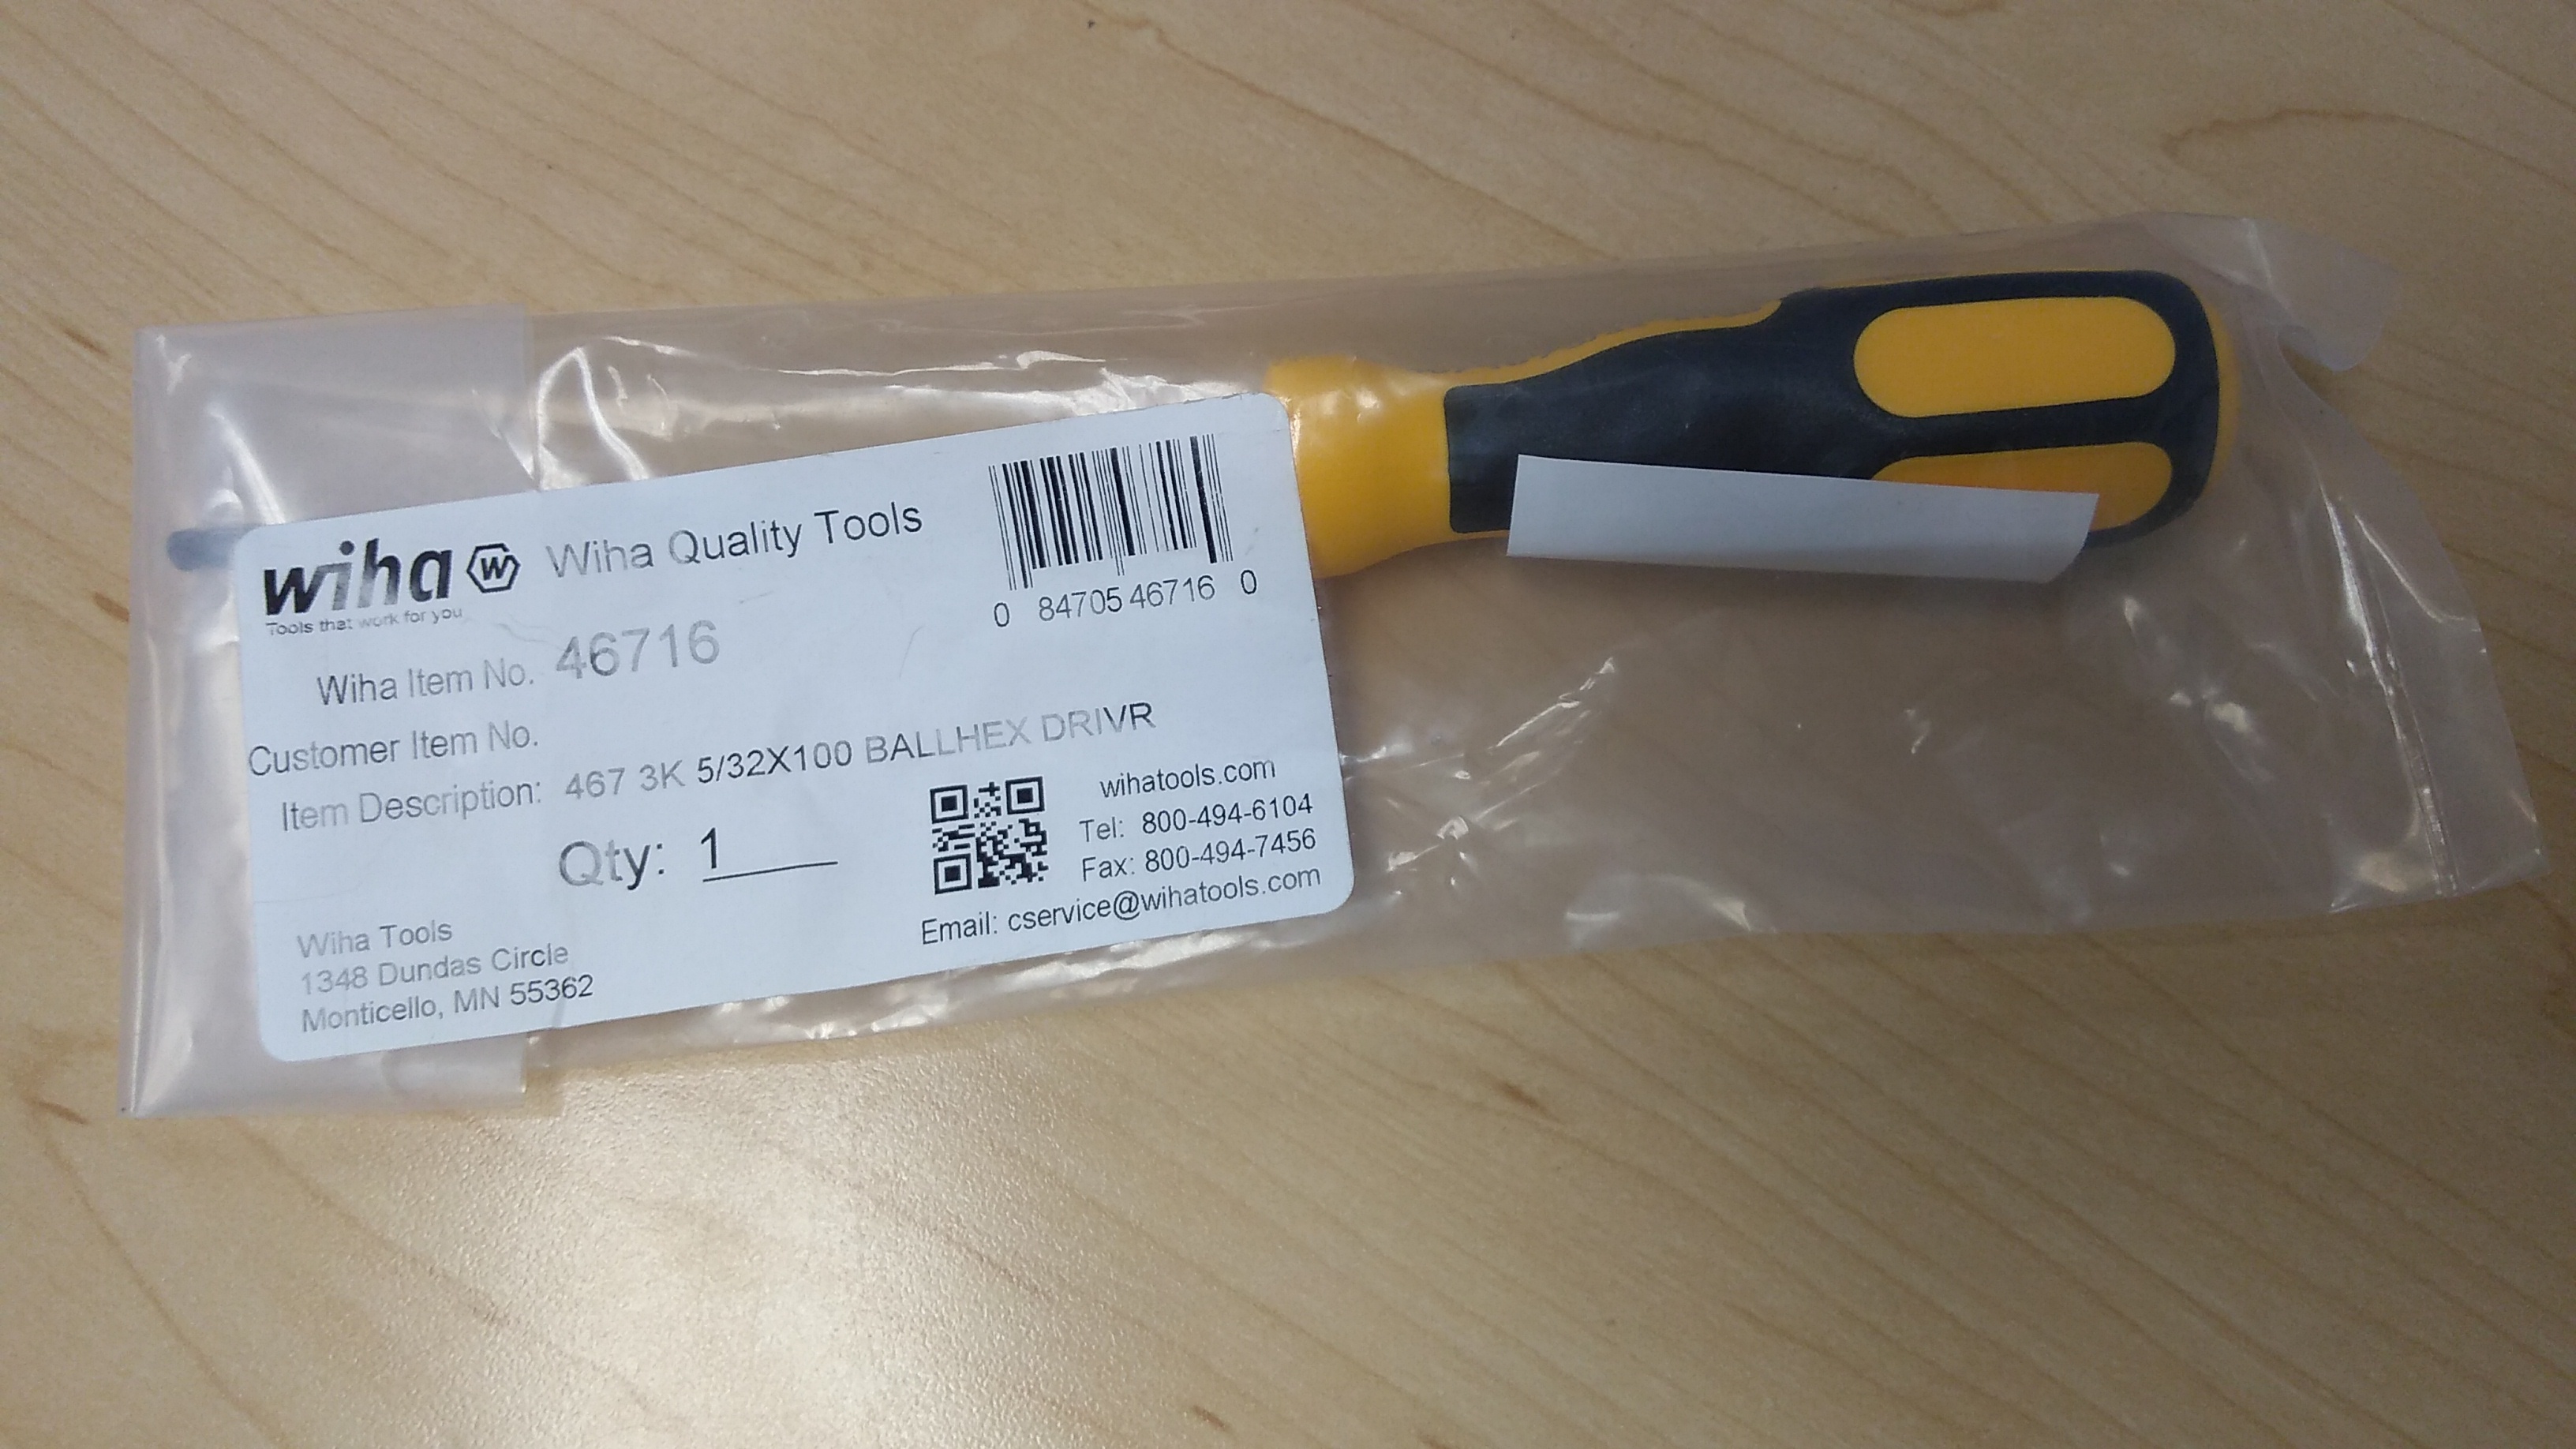 wiha W Wiha Quality Tools
Tools that work for you
0 84705 46716 0
Wiha Item No. 46716
Customer Item No.
Item Description: 467 3K 5/32X100 BALLHEX DRIVR
Qty: 1
wihatools.com
Tel: 800-494-6104
Fax: 800-494-7456
Email: cservice@wihatools.com
Wiha Tools
1348 Dundas Circle
Monticello, MN 55362